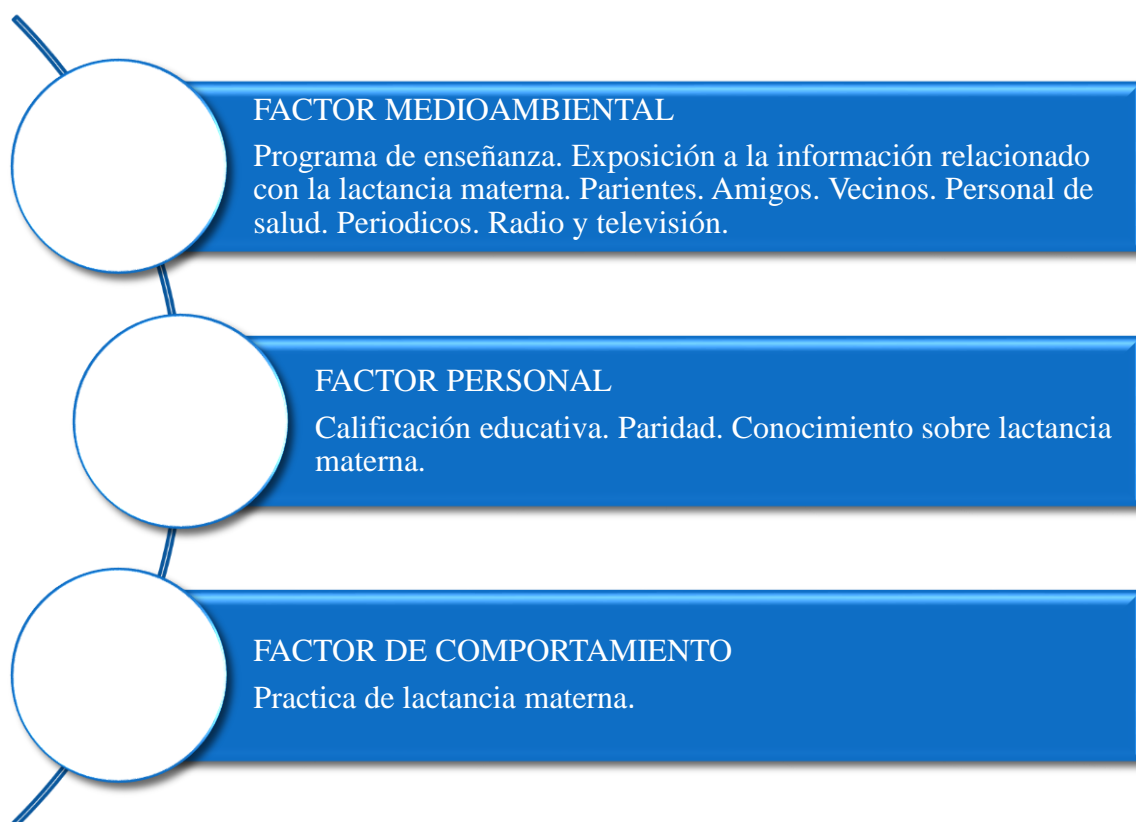 FACTOR MEDIOAMBIENTAL
Programa de enseñanza. Exposición a la información relacionado
con la lactancia materna. Parientes. Amigos. Vecinos. Personal de
salud. Periodicos. Radio y televisión.
FACTOR PERSONAL
Calificación educativa. Paridad. Conocimiento sobre lactancia
materna.
FACTOR DE COMPORTAMIENTO
Practica de lactancia materna.